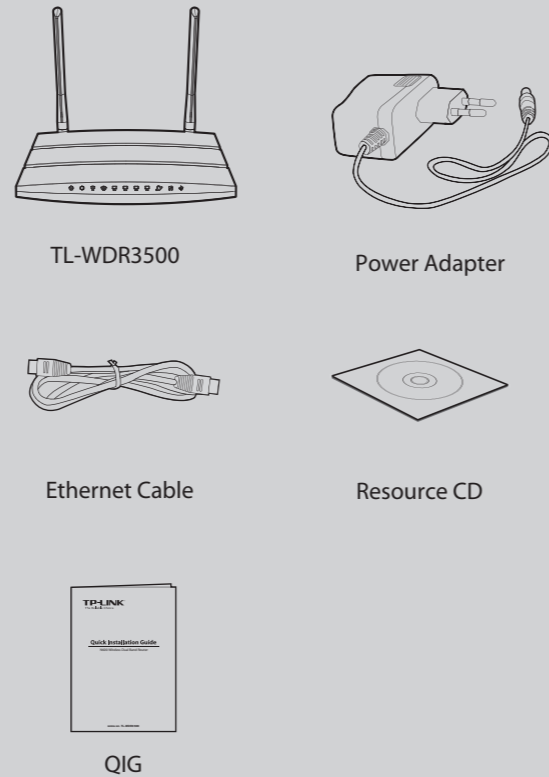 TL-WDR3500
Power Adapter
Ethernet Cable
Resource CD
TP-LINK
Quick Installation Guide
QIG